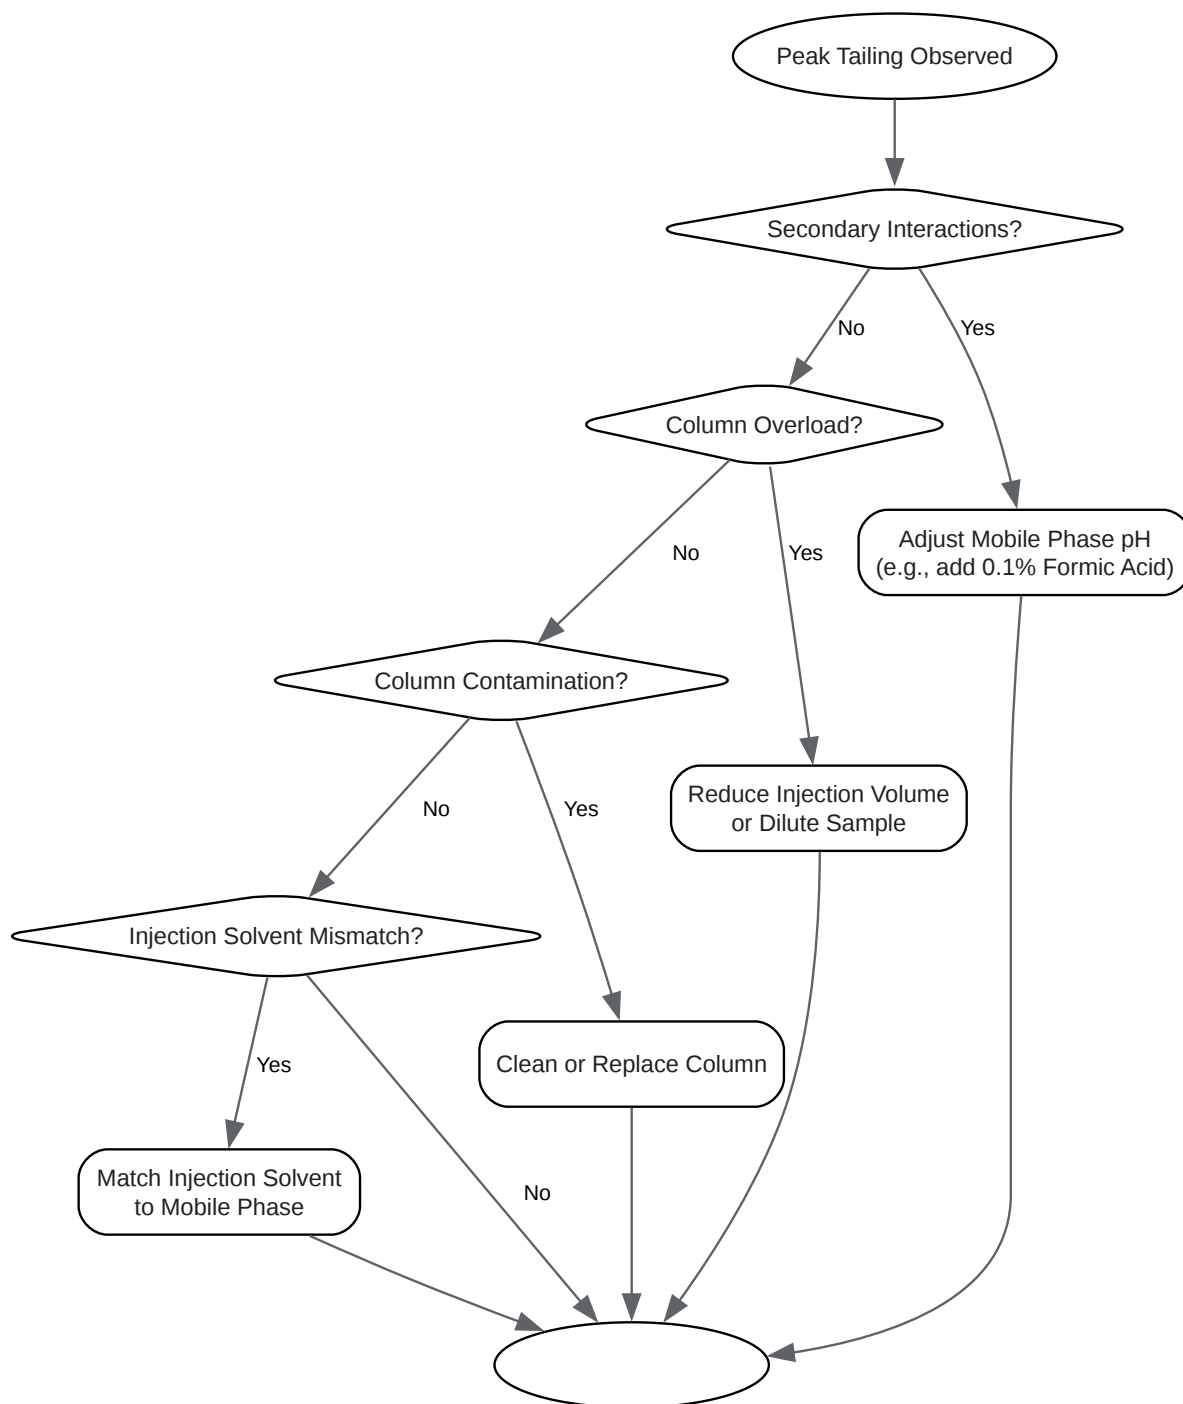 Peak Tailing Observed
Secondary Interactions?
No
Yes
Column Overload?
Adjust Mobile Phase pH
(e.g., add 0.1% Formic Acid)
No
Yes
Column Contamination?
Reduce Injection Volume
or Dilute Sample
No
Yes
Injection Solvent Mismatch?
Clean or Replace Column
Yes
Match Injection Solvent
to Mobile Phase
No